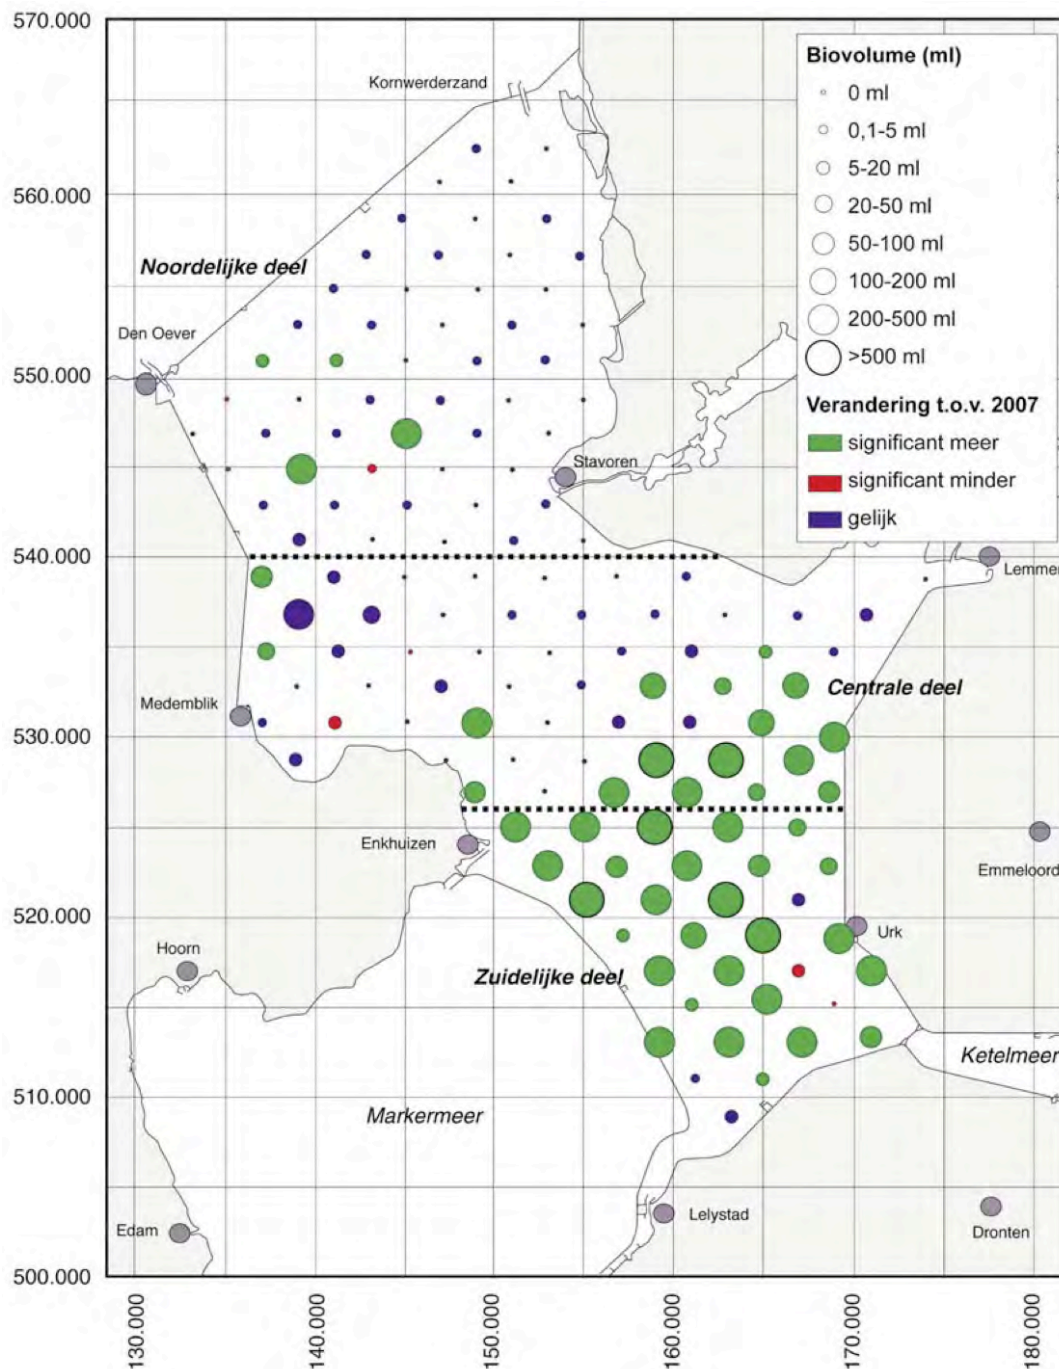 570.000
560.000
550.000
540.000
530.000
520.000
510.000
500.000
Kornwerderzand
Noordelijke deel
Den Oever
Stavoren
Lemmer
Medemblik
Centrale deel
Enkhuizen
Emmeloord
Hoorn
Urk
Zuidelijke deel
Ketelmeer
Markermeer
Edam
Lelystad
Dronten
Biovolume (ml)
0 ml
0,1-5 ml
5-20 ml
20-50 ml
50-100 ml
100-200 ml
200-500 ml
>500 ml
Verandering t.o.v. 2007
significant meer
significant minder
gelijk
130.000
140.000
150.000
160.000
170.000
180.000